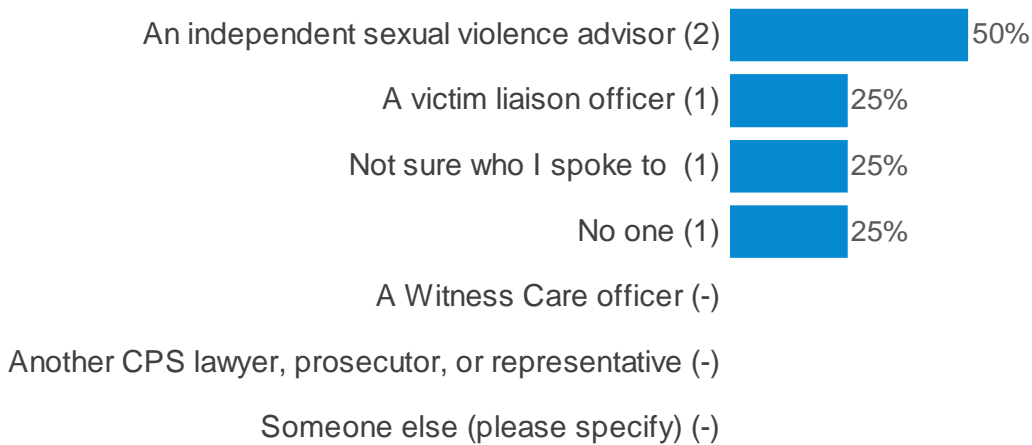 An independent sexual violence advisor (2) 50%
A victim liaison officer (1) 25%
Not sure who I spoke to (1) 25%
No one (1) 25%
A Witness Care officer (-)
Another CPS lawyer, prosecutor, or representative (-)
Someone else (please specify) (-)